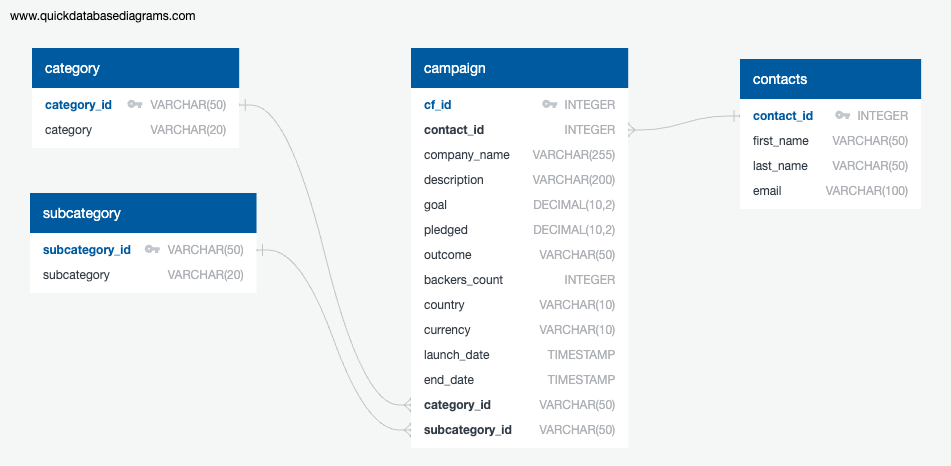 www.quickdatabasediagrams.com
category
category_id VARCHAR(50)
category VARCHAR(20)
subcategory
subcategory_id VARCHAR(50)
subcategory VARCHAR(20)
campaign
cf_id INTEGER
contact_id INTEGER
company_name VARCHAR(255)
description VARCHAR(200)
goal DECIMAL(10,2)
pledged DECIMAL(10,2)
outcome VARCHAR(50)
backers_count INTEGER
country VARCHAR(10)
currency VARCHAR(10)
launch_date TIMESTAMP
end_date TIMESTAMP
category_id VARCHAR(50)
subcategory_id VARCHAR(50)
contacts
contact_id INTEGER
first_name VARCHAR(50)
last_name VARCHAR(50)
email VARCHAR(100)